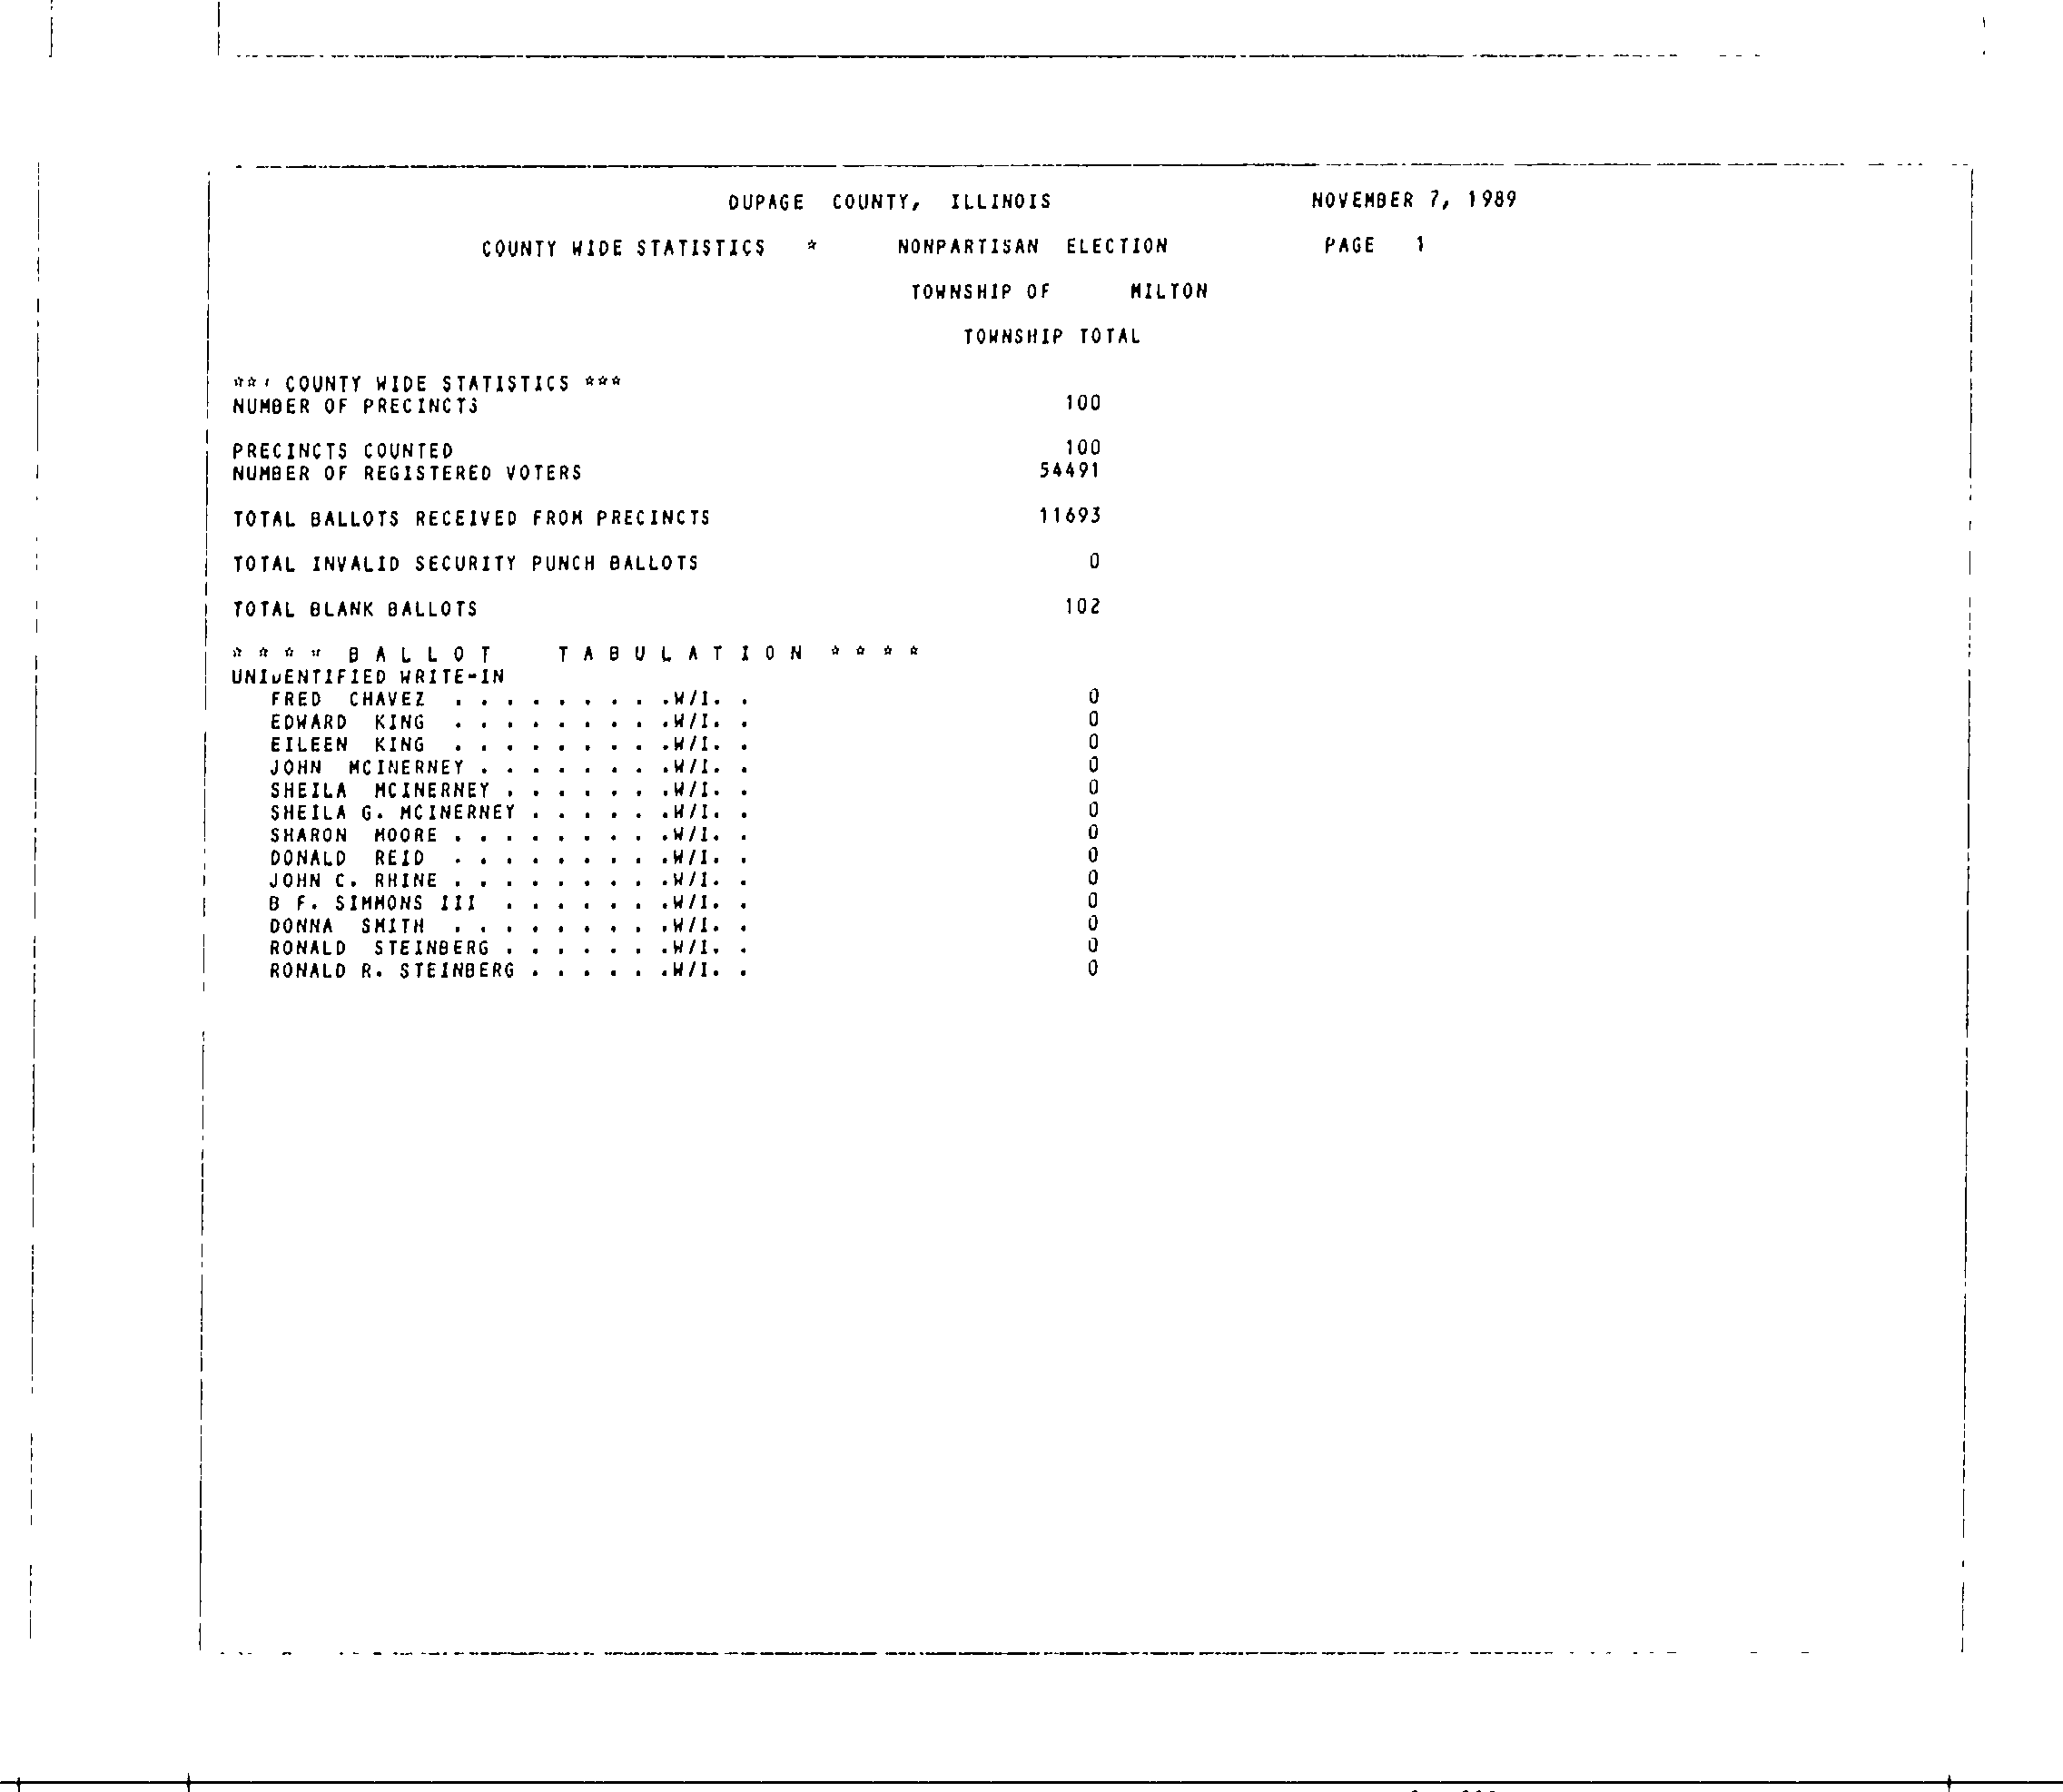 DUPAGE COUNTY, ILLINOIS NOVEMBER 7, 1989
COUNTY WIDE STATISTICS * NONPARTISAN ELECTION PAGE 1
TOWNSHIP OF MILTON
TOWNSHIP TOTAL
*** COUNTY WIDE STATISTICS ***
NUMBER OF PRECINCTS 100
PRECINCTS COUNTED 100
NUMBER OF REGISTERED VOTERS 54491
TOTAL BALLOTS RECEIVED FROM PRECINCTS 11693
TOTAL INVALID SECURITY PUNCH BALLOTS 0
TOTAL BLANK BALLOTS 102
* * * * B A L L O T T A B U L A T I O N * * * *
UNIDENTIFIED WRITE-IN
FRED CHAVEZ . . . . . . . . .W/I. . 0
EDWARD KING . . . . . . . . .W/I. . 0
EILEEN KING . . . . . . . . .W/I. . 0
JOHN MCINERNEY . . . . . . . .W/I. . 0
SHEILA MCINERNEY . . . . . . .W/I. . 0
SHEILA G. MCINERNEY . . . . . .W/I. . 0
SHARON MOORE . . . . . . . . .W/I. . 0
DONALD REID . . . . . . . . .W/I. . 0
JOHN C. RHINE . . . . . . . . .W/I. . 0
B F. SIMMONS III . . . . . . .W/I. . 0
DONNA SMITH . . . . . . . . .W/I. . 0
RONALD STEINBERG . . . . . . .W/I. . 0
RONALD R. STEINBERG . . . . . .W/I. . 0